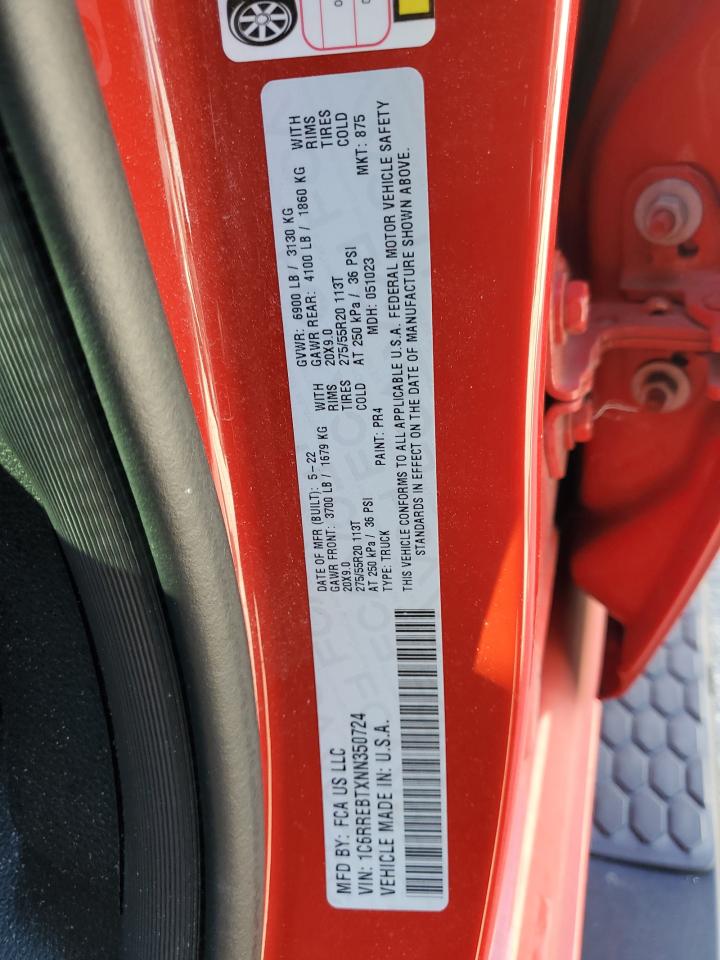 MFD BY: FCA US LLC
DATE OF MFR (BUILT): 5-22
GVWR: 6900 LB / 3130 KG
GAWR FRONT: 3700 LB / 1679 KG WITH
GAWR REAR: 4100 LB / 1860 KG WITH
20X9.0 RIMS
20X9.0 RIMS
275/55R20 113T TIRES
275/55R20 113T TIRES
AT 250 kPa / 36 PSI COLD
AT 250 kPa / 36 PSI COLD
VIN: 1C6RREBTXNN350724
TYPE: TRUCK PAINT: PR4 MDH: 051023 MKT: 875
VEHICLE MADE IN: U.S.A.
THIS VEHICLE CONFORMS TO ALL APPLICABLE U.S.A. FEDERAL MOTOR VEHICLE SAFETY
STANDARDS IN EFFECT ON THE DATE OF MANUFACTURE SHOWN ABOVE.